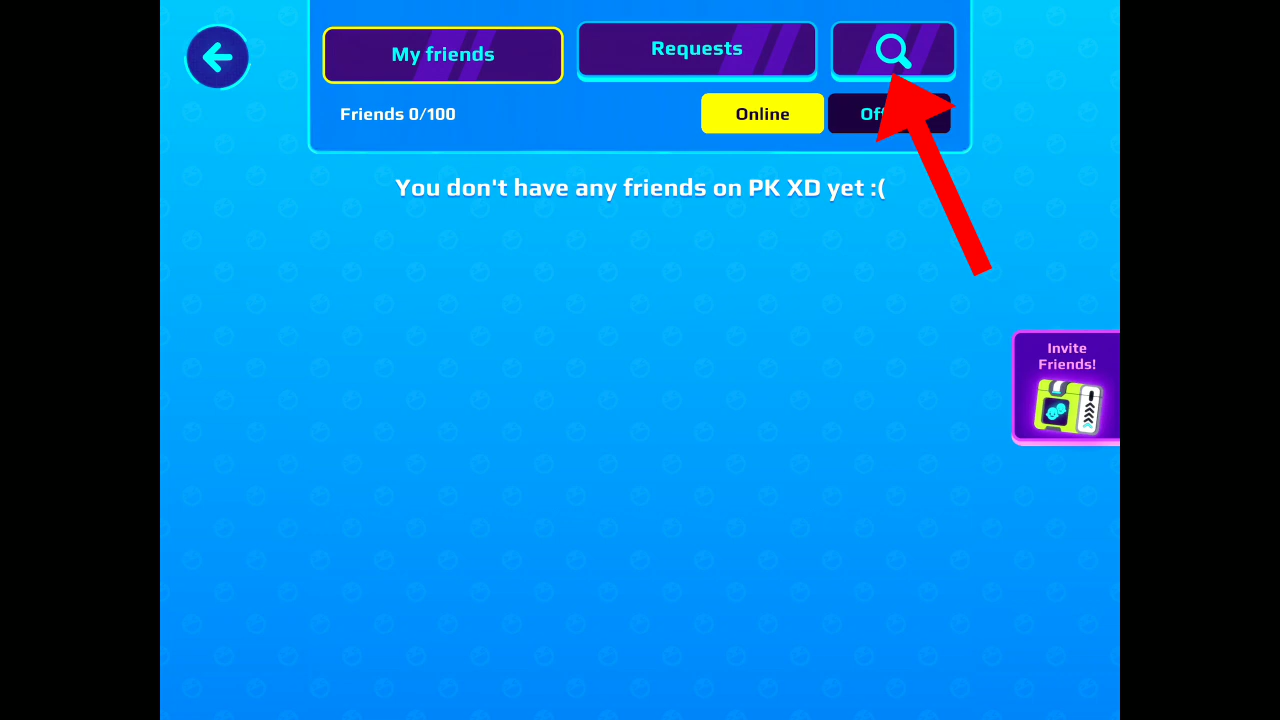 My friends
Requests
Friends 0/100
Online
You don't have any friends on PK XD yet :(
Invite
Friends!